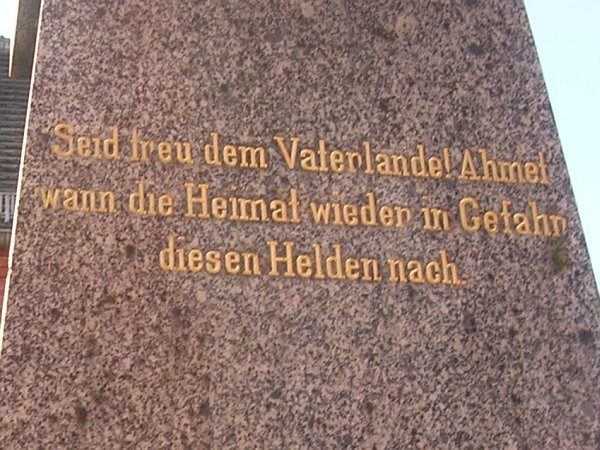 Seid treu dem Vaterlande! Ahmet
wann die Heimat wieder in Gefahr
diesen Helden nach.